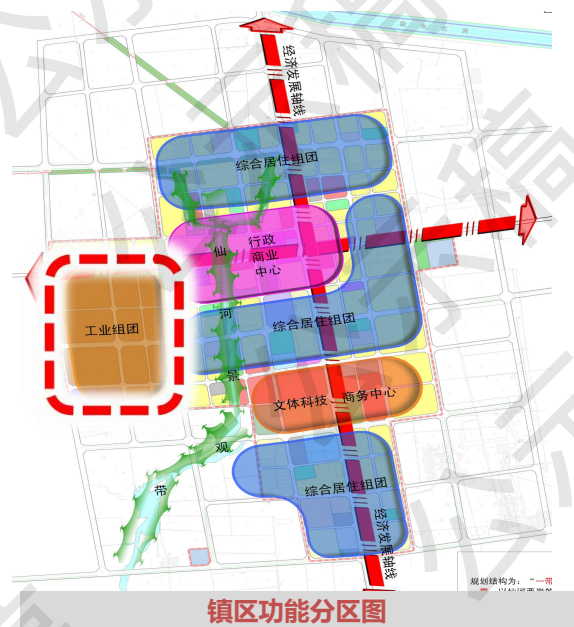 经济发展轴线
综合居住组团
行政
商业
中心
仙
河
景
观
带
工业组团
综合居住组团
文体科技、商务中心
综合居住组团
经济发展轴线
规划结构为：“一带
镇区功能分区图